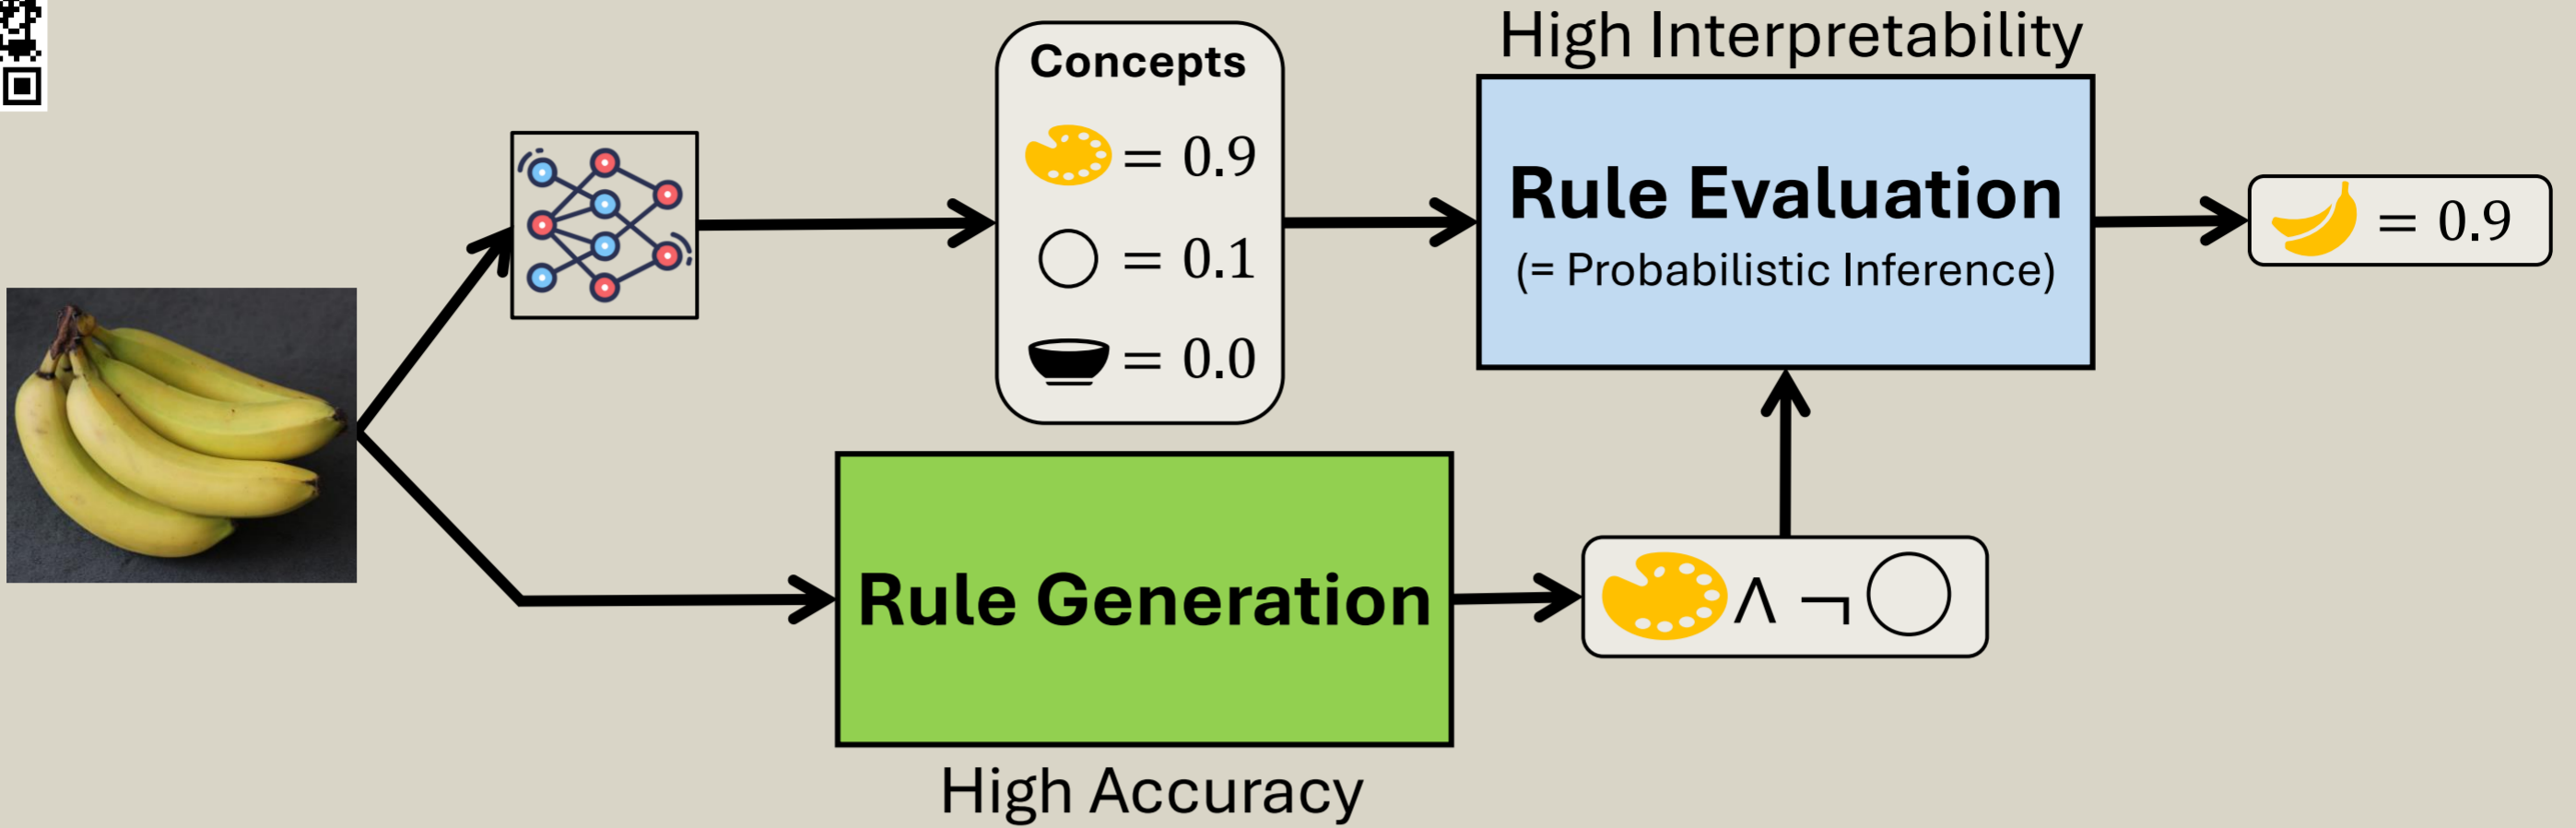 Concepts
= 0.9
= 0.1
= 0.0
High Interpretability
Rule Evaluation
(= Probabilistic Inference)
= 0.9
Rule Generation
∧ ¬
High Accuracy